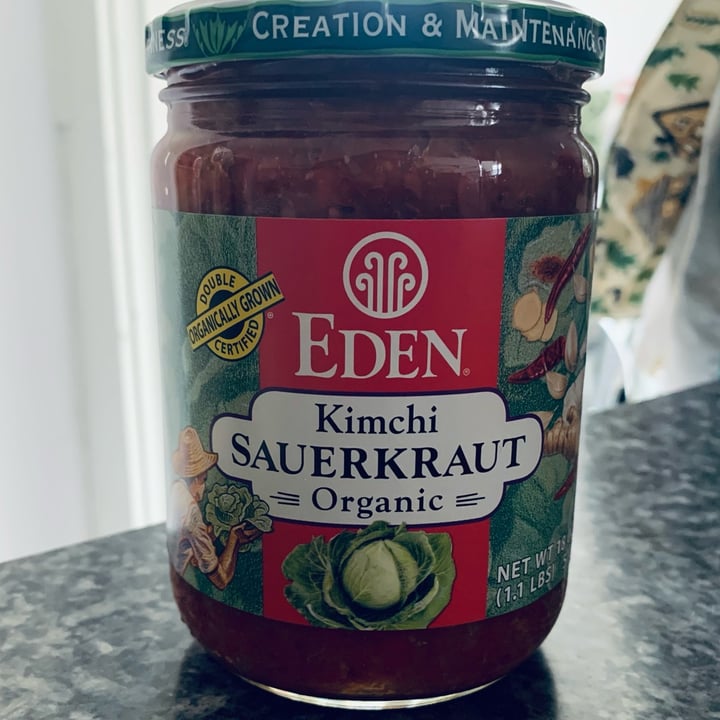 CREATION & MAINTENANC
DOUBLE
ORGANICALLY GROWN
CERTIFIED
®
EDEN®
Kimchi
SAUERKRAUT
Organic
NET WT
(1.1 LBS)